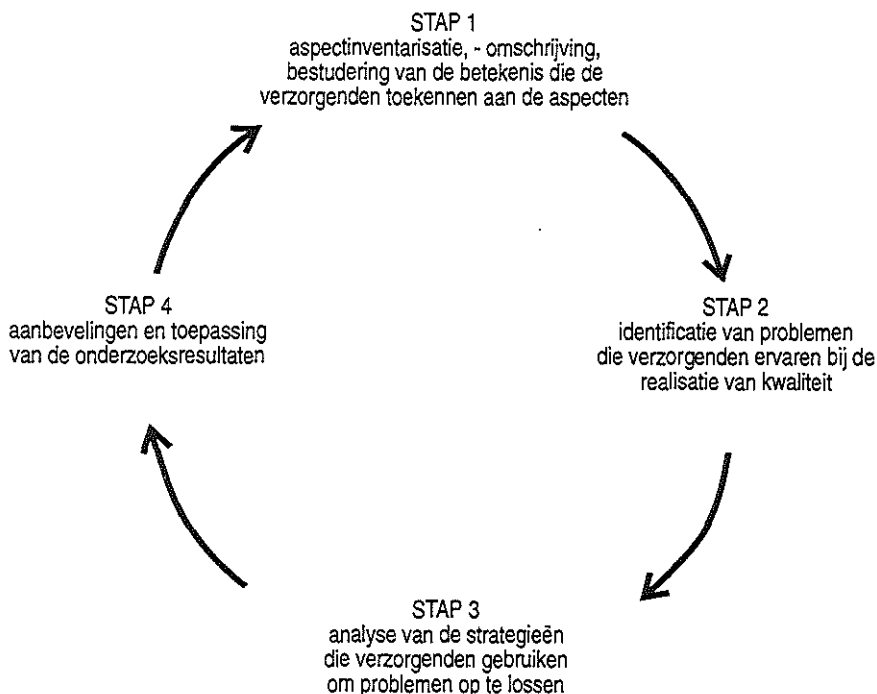 STAP 1
aspectinventarisatie, - omschrijving,
bestudering van de betekenis die de
verzorgenden toekennen aan de aspecten
STAP 2
identificatie van problemen
die verzorgenden ervaren bij de
realisatie van kwaliteit
STAP 3
analyse van de strategieën
die verzorgenden gebruiken
om problemen op te lossen
STAP 4
aanbevelingen en toepassing
van de onderzoeksresultaten